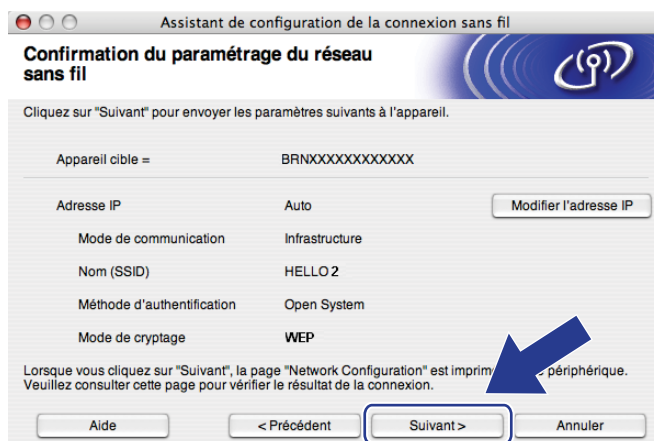 Assistant de configuration de la connexion sans fil
Confirmation du paramétrage du réseau
sans fil
Cliquez sur "Suivant" pour envoyer les paramètres suivants à l'appareil.
Appareil cible = BRNXXXXXXXXXXXX
Adresse IP Auto Modifier l'adresse IP
Mode de communication Infrastructure
Nom (SSID) HELLO 2
Méthode d'authentification Open System
Mode de cryptage WEP
Lorsque vous cliquez sur "Suivant", la page "Network Configuration" est périphérique.
Veuillez consulter cette page pour vérifier le résultat de la connexion.
Aide < Précédent Suivant > Annuler